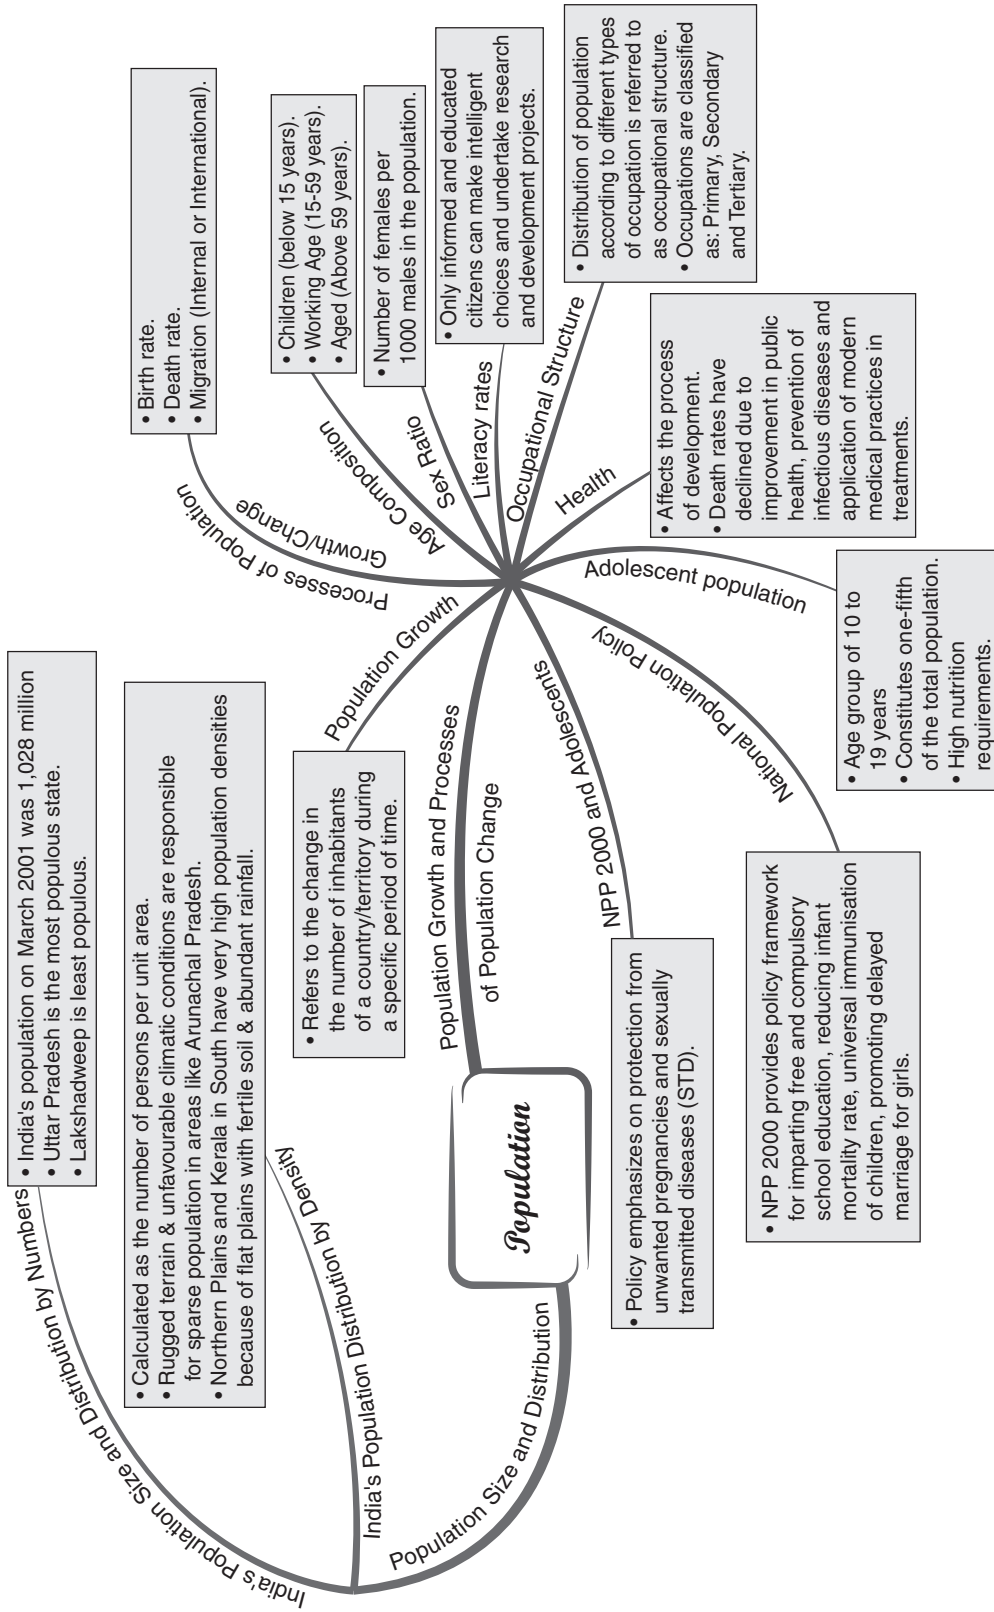 India's Population Size and Distribution by Numbers
• India's population on March 2001 was 1,028 million
• Uttar Pradesh is the most populous state.
• Lakshadweep is least populous.
India's Population Distribution by Density
• Calculated as the number of persons per unit area.
• Rugged terrain & unfavourable climatic conditions are responsible
for sparse population in areas like Arunachal Pradesh.
• Northern Plains and Kerala in South have very high population densities
because of flat plains with fertile soil & abundant rainfall.
Population Size and Distribution
Population
Population Growth and Processes
of Population Change
Population Growth
• Refers to the change in
the number of inhabitants
of a country/territory during
a specific period of time.
Processes of Population
Growth/Change
• Birth rate.
• Death rate.
• Migration (Internal or International).
Age Composition
• Children (below 15 years).
• Working Age (15-59 years).
• Aged (Above 59 years).
Sex Ratio
• Number of females per
1000 males in the population.
Literacy rates
• Only informed and educated
citizens can make intelligent
choices and undertake research
and development projects.
Occupational Structure
• Distribution of population
according to different types
of occupation is referred to
as occupational structure.
• Occupations are classified
as: Primary, Secondary
and Tertiary.
Health
• Affects the process
of development.
• Death rates have
declined due to
improvement in public
health, prevention of
infectious diseases and
application of modern
medical practices in
treatments.
Adolescent population
• Age group of 10 to
19 years
• Constitutes one-fifth
of the total population.
• High nutrition
requirements.
National Population Policy
• NPP 2000 provides policy framework
for imparting free and compulsory
school education, reducing infant
mortality rate, universal immunisation
of children, promoting delayed
marriage for girls.
NPP 2000 and Adolescents
• Policy emphasizes on protection from
unwanted pregnancies and sexually
transmitted diseases (STD).